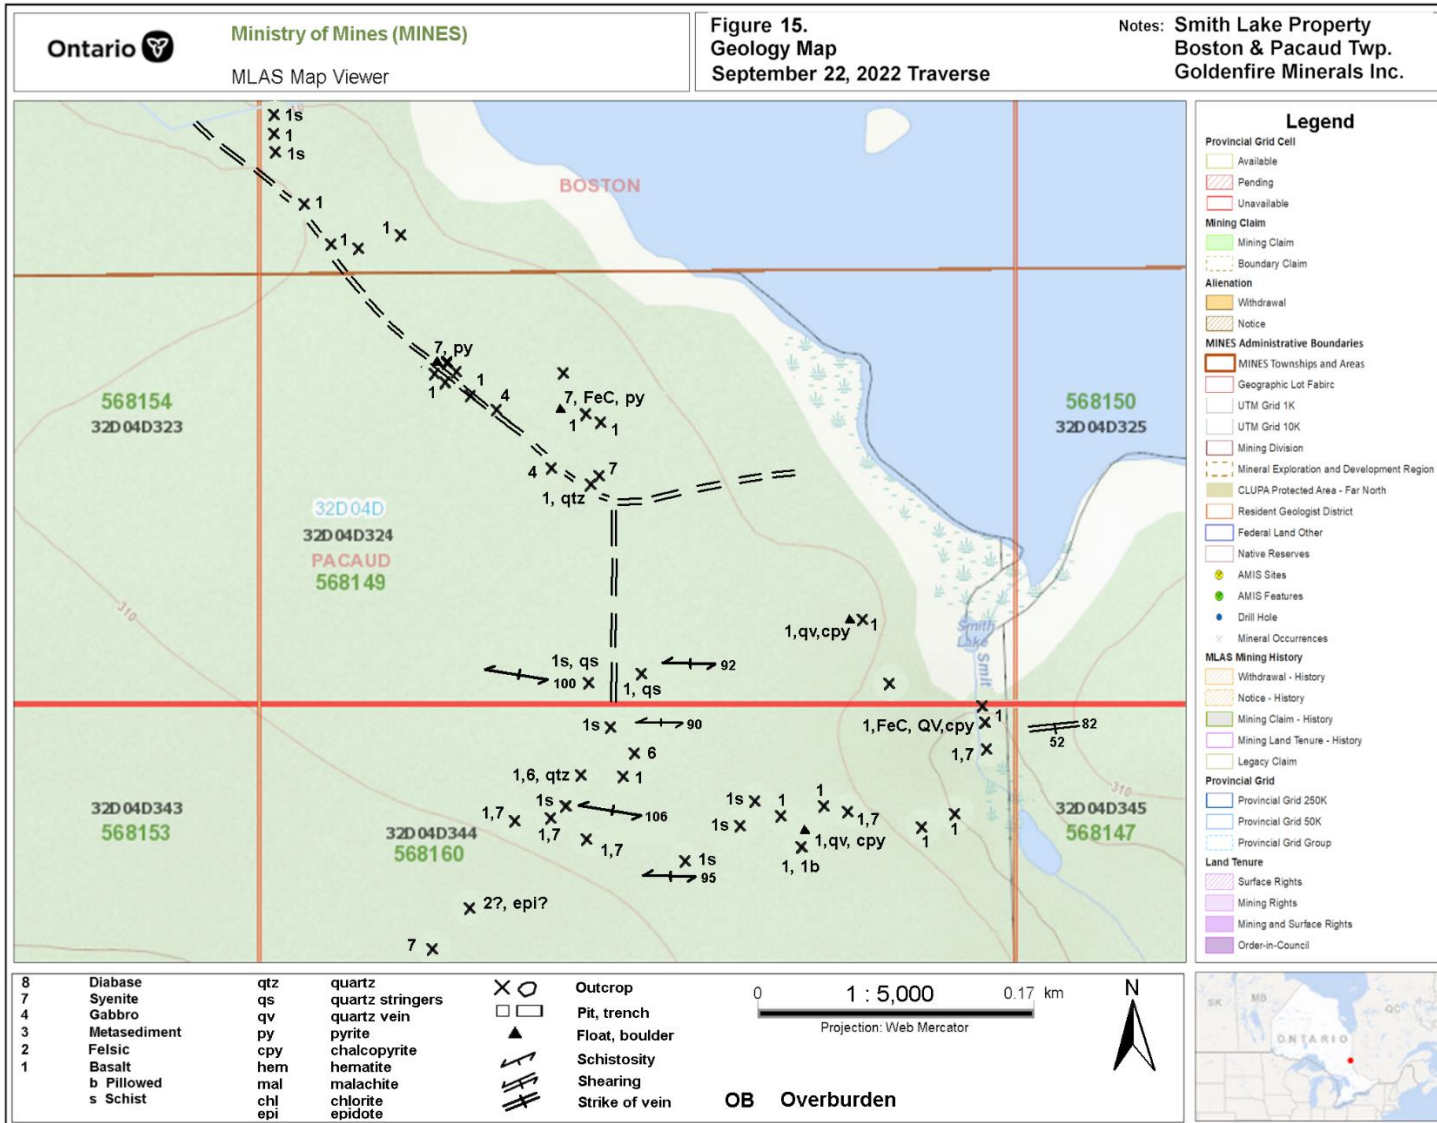 Ontario
Ministry of Mines (MINES)
MLAS Map Viewer
Figure 15.
Geology Map
September 22, 2022 Traverse
Notes: Smith Lake Property
Boston & Pacaud Twp.
Goldenfire Minerals Inc.
1s
1
1s
1
BOSTON
1
7, py
1
1
4
7, FeC, py
1
1
568154
32D04D323
568150
32D04D325
4
7
1, qtz
32D04D
32D04D324
PACAUD
568149
310
310
1,qv,cpy
1
Smith
Lake
Smit
1s, qs
100
92
1, qs
1s
90
1
1,FeC, QV,cpy
82
52
6
1,7
1,6, qtz
1
32D04D343
568153
1s
106
1,7
1,7
1,7
1s
1
1
1,7
1s
1,qv, cpy
1
1
1, 1b
32D04D345
568147
32D04D344
568160
1s
95
2?, epi?
7
Legend
Provincial Grid Cell
Available
Pending
Unavailable
Mining Claim
Mining Claim
Boundary Claim
Alienation
Withdrawal
Notice
MINES Administrative Boundaries
MINES Townships and Areas
Geographic Lot Fabirc
UTM Grid 1K
UTM Grid 10K
Mining Division
Mineral Exploration and Development Region
CLUPA Protected Area - Far North
Resident Geologist District
Federal Land Other
Native Reserves
AMIS Sites
AMIS Features
Drill Hole
Mineral Occurrences
MLAS Mining History
Withdrawal - History
Notice - History
Mining Claim - History
Mining Land Tenure - History
Legacy Claim
Provincial Grid
Provincial Grid 250K
Provincial Grid 50K
Provincial Grid Group
Land Tenure
Surface Rights
Mining Rights
Mining and Surface Rights
Order-in-Council
8 Diabase
7 Syenite
4 Gabbro
3 Metasediment
2 Felsic
1 Basalt
b Pillowed
s Schist
qtz quartz
qs quartz stringers
qv quartz vein
py pyrite
cpy chalcopyrite
hem hematite
mal malachite
chl chlorite
epi epidote
Outcrop
Pit, trench
Float, boulder
Schistosity
Shearing
Strike of vein
0 1 : 5,000 0.17 km
Projection: Web Mercator
OB Overburden
N
SK
MB
ONTARIO
QC